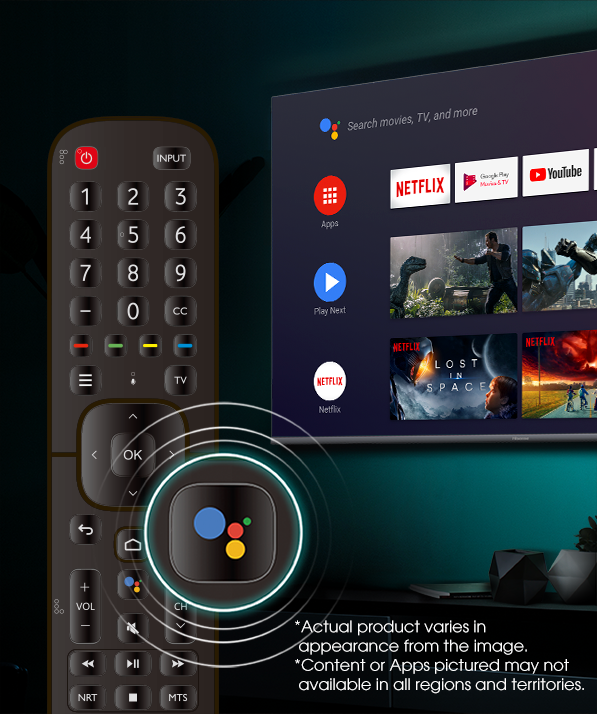 INPUT
1 2 3
4 5 6
7 8 9
- 0 CC
TV
OK
VOL
CH
NRT
MTS
Search movies, TV, and more
Apps
Play Next
NETFLIX
Netflix
NETFLIX
Google Play
Movies & TV
YouTube
NETFLIX
LOST
IN
SPACE
NETFLIX
*Actual product varies in
appearance from the image.
*Content or Apps pictured may not
available in all regions and territories.